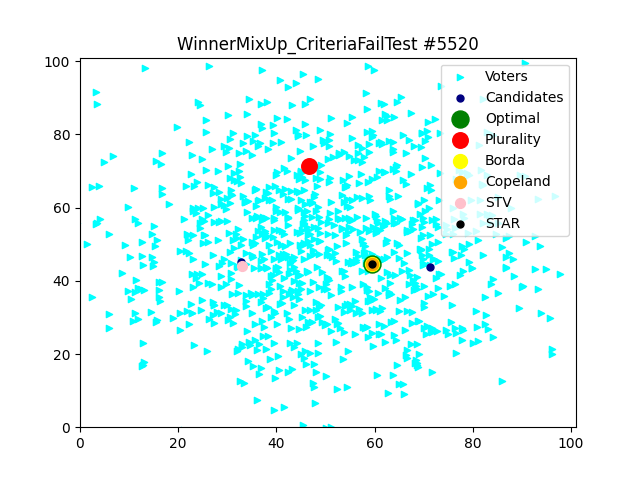 WinnerMixUp_CriteriaFailTest #5520
100
80
60
40
20
0
0
20
40
60
80
100
Voters
Candidates
Optimal
Plurality
Borda
Copeland
STV
STAR